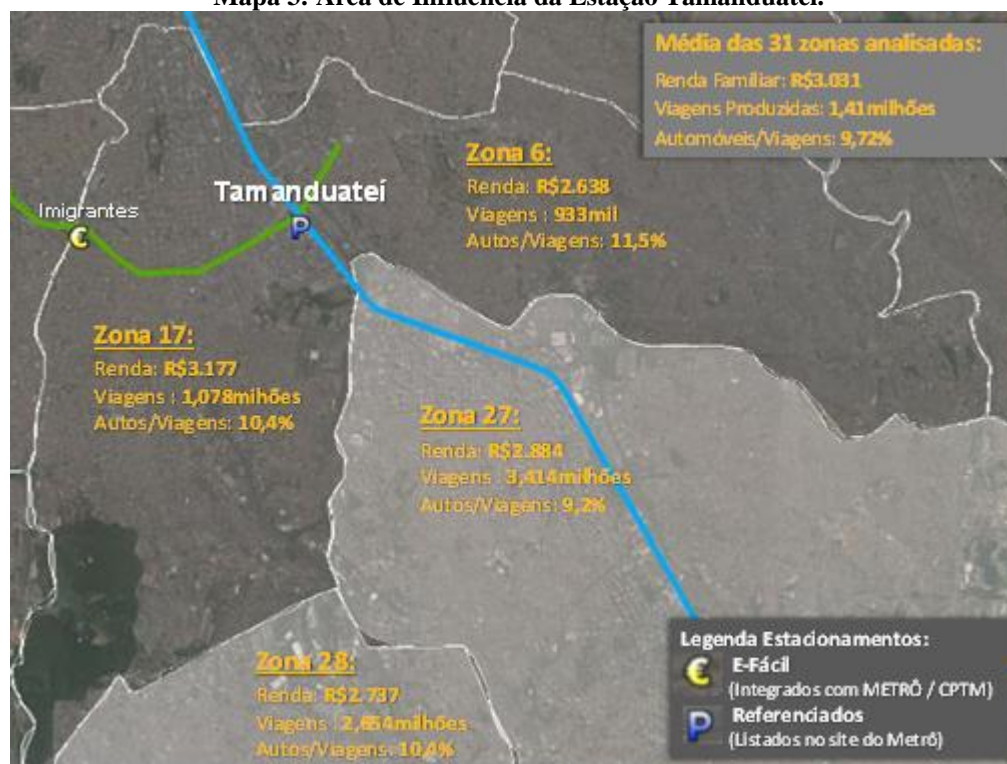 Mapa 3: Área de Influência da Estação Tamanduateí.
Média das 31 zonas analisadas:
Renda Familiar: R$3.031
Viagens Produzidas: 1,41milhões
Automóveis/Viagens: 9,72%
Zona 6:
Renda: R$2.638
Viagens : 933mil
Autos/Viagens: 11,5%
Tamanduateí
P
Imigrantes
€
Zona 17:
Renda: R$3.177
Viagens : 1,078mihões
Autos/Viagens: 10,4%
Zona 27:
Renda: R$2.884
Viagens : 3,414milhões
Autos/Viagens: 9,2%
Zona 28:
Renda: R$2.737
Viagens : 2,654milhões
Autos/Viagens: 10,4%
Legenda Estacionamentos:
€ E-Fácil
(Integrados com METRÔ / CPTM)
P Referenciados
(Listados no site do Metrô)